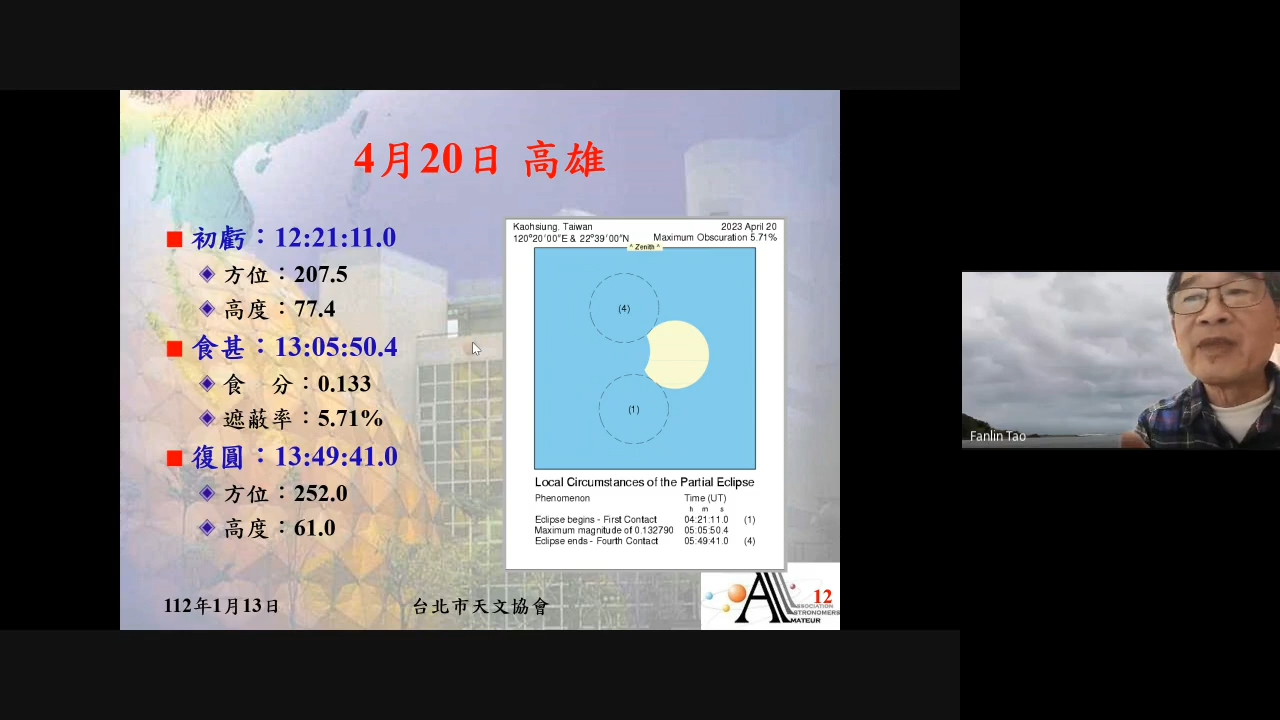 4月20日 高雄
初虧：12:21:11.0
方位：207.5
高度：77.4
食甚：13:05:50.4
食　分：0.133
遮蔽率：5.71%
復圓：13:49:41.0
方位：252.0
高度：61.0
Kaohsiung, Taiwan 2023 April 20
120°20'00"E & 22°39'00"N Maximum Obscuration 5.71%
^ Zenith ^
(4)
(1)
Local Circumstances of the Partial Eclipse
Phenomenon Time (UT)
h m s
Eclipse begins - First Contact 04:21:11.0 (1)
Maximum magnitude of 0.132790 05:05:50.4
Eclipse ends - Fourth Contact 05:49:41.0 (4)
112年1月13日
台北市天文協會
12
ASSOCIATION
ASTRONOMERS
AMATEUR
Fanlin Tao